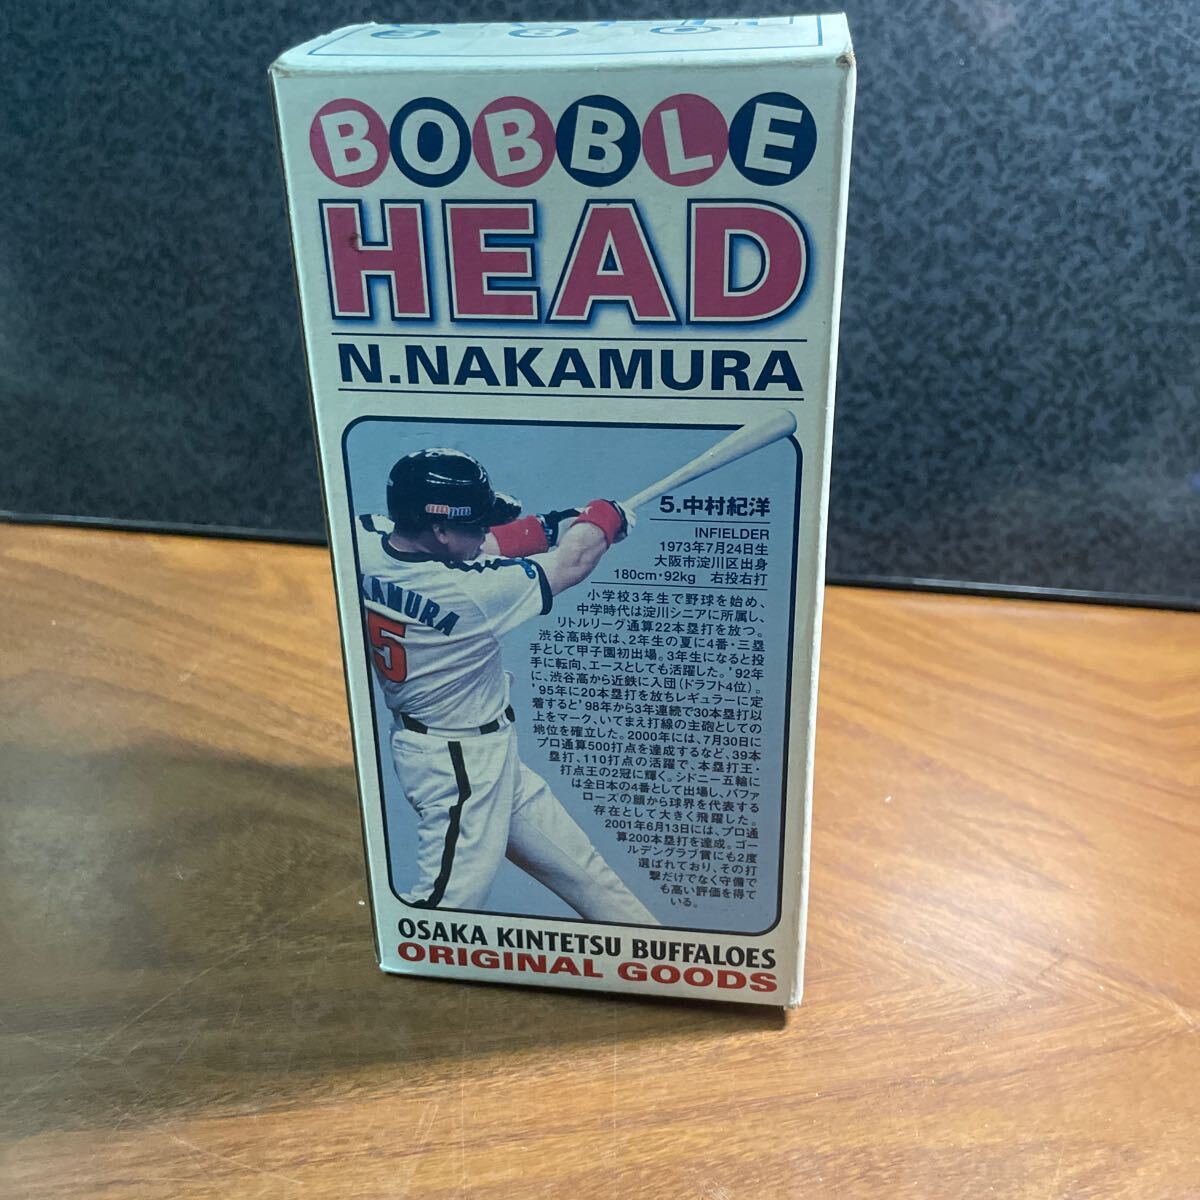 BOBBLE
HEAD
N.NAKAMURA
ampm
5.中村紀洋
INFIELDER
1973年7月24日生
大阪市淀川区出身
180cm・92kg 右投右打
AMURA
5
小学校3年生で野球を始め、
中学時代は淀川シニアに所属し、
リトルリーグ通算22本塁打を放つ。
渋谷高時代は、2年生の夏に4番・三塁
手として甲子園初出場。3年生になると投
手に転向、エースとしても活躍した。'92年
に、渋谷高から近鉄に入団(ドラフト4位)。
'95年に20本塁打を放ちレギュラーに定
着すると'98年から3年連続で30本塁打以
上をマーク、いてまえ打線の主砲としての
地位を確立した。2000年には、7月30日に
プロ通算500打点を達成するなど、39本
塁打、110打点の活躍で、本塁打王・
打点王の2冠に輝く。シドニー五輪に
は全日本の4番として出場し、バファ
ローズの顔から球界を代表する
存在として大きく飛躍した。
2001年6月13日には、プロ通
算200本塁打を達成。ゴー
ルデングラブ賞にも2度
選ばれており、その打
撃だけでなく守備で
も高い評価を得て
いる。
OSAKA KINTETSU BUFFALOES
ORIGINAL GOODS